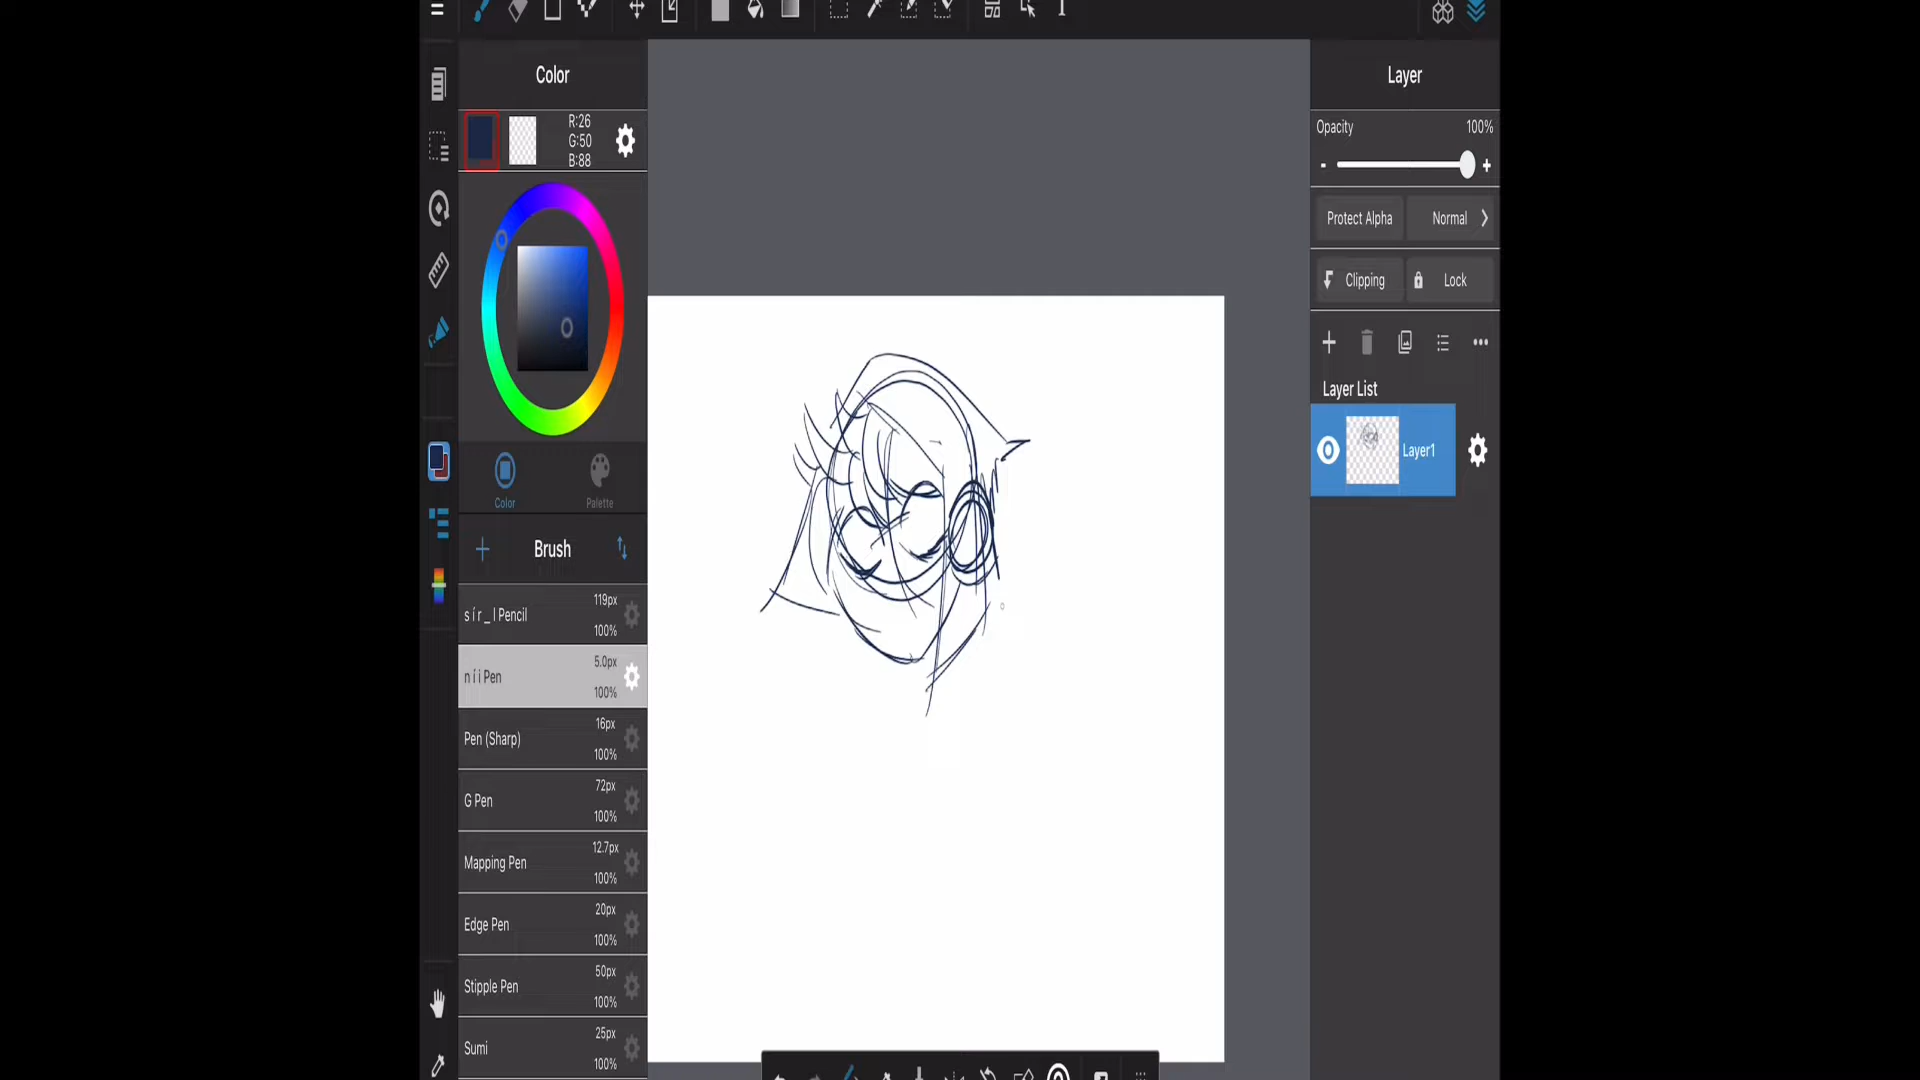 Color
Layer
R:26
G:50
B:88
Opacity 100%
- +
Protect Alpha Normal
Clipping Lock
Layer List
Layer1
Color Palette
Brush
119px
s í r _ l Pencil
100%
5.0px
n í i Pen
100%
16px
Pen (Sharp)
100%
72px
G Pen
100%
12.7px
Mapping Pen
100%
20px
Edge Pen
100%
50px
Stipple Pen
100%
25px
Sumi
100%